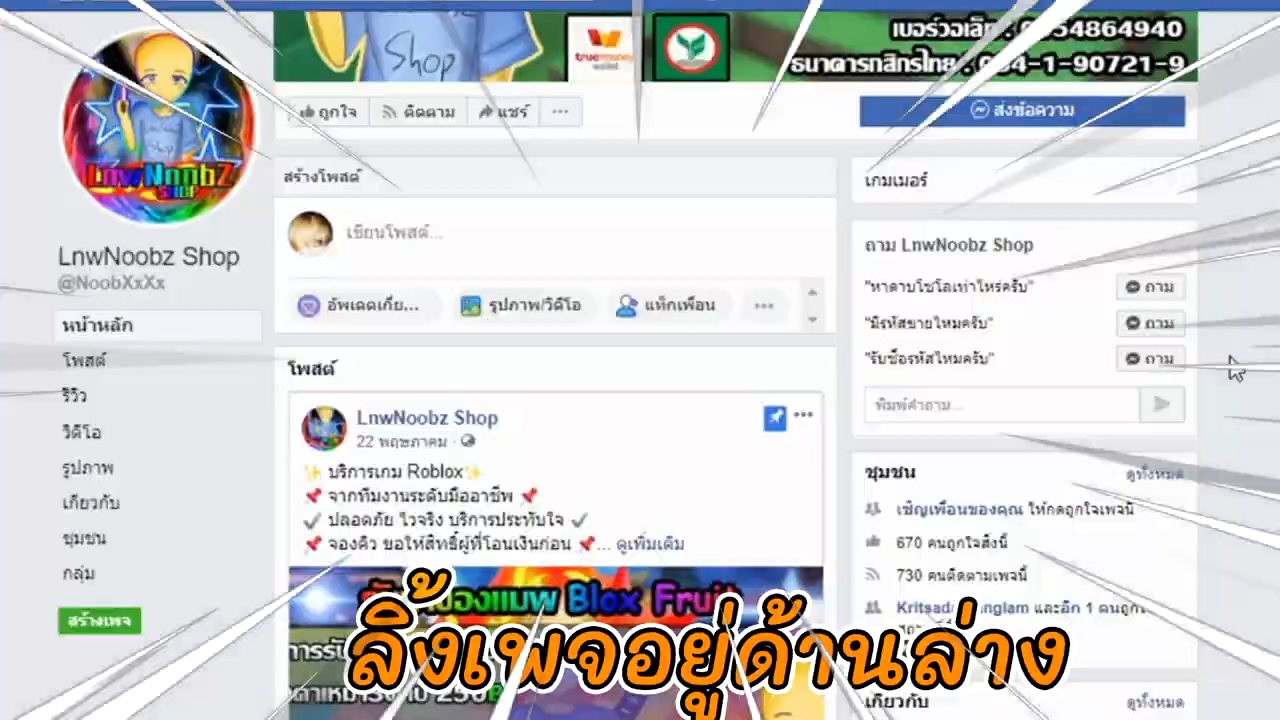 Shop
truemoney
wallet
ธนาคารกสิกรไทย
ถูกใจ
ติดตาม
แชร์
ส่งข้อความ
LnwNoobZ
SHOP
LnwNoobz Shop
@NoobXxXx
หน้าหลัก
โพสต์
รีวิว
วิดีโอ
รูปภาพ
เกี่ยวกับ
ชุมชน
กลุ่ม
สร้างเพจ
สร้างโพสต์
เขียนโพสต์...
อัพเดตเกี่ย...
รูปภาพ/วิดีโอ
แท็กเพื่อน
โพสต์
LnwNoobz Shop
22 พฤษภาคม
✨ บริการเกม Roblox✨
📌 จากทีมงานระดับมืออาชีพ 📌
✔ ปลอดภัย ไวจริง บริการประทับใจ ✔
📌 จองคิว ขอให้สิทธิ์ผู้ที่โอนเงินก่อน 📌... ดูเพิ่มเติม
Blox Fruit
เกมเมอร์
ถาม LnwNoobz Shop
"หาดาบโซโลเท่าไหร่ครับ" ถาม
"มีรหัสขายไหมครับ" ถาม
"รับซื้อรหัสไหมครับ" ถาม
พิมพ์คำถาม...
ชุมชน ดูทั้งหมด
เชิญเพื่อนของคุณ ให้กดถูกใจเพจนี้
670 คนถูกใจสิ่งนี้
730 คนติดตามเพจนี้
และอีก 1 คนถูกใ
เกี่ยวกับ ดูทั้งหมด
ลิ้งเพจอยู่ด้านล่าง